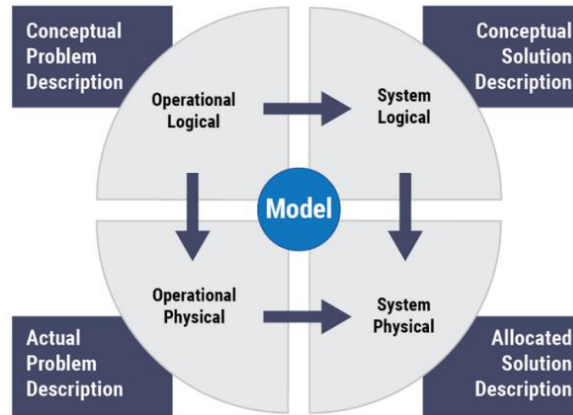 Conceptual
Problem
Description
Conceptual
Solution
Description
Operational
Logical
System
Logical
Model
Operational
Physical
System
Physical
Actual
Problem
Description
Allocated
Solution
Description